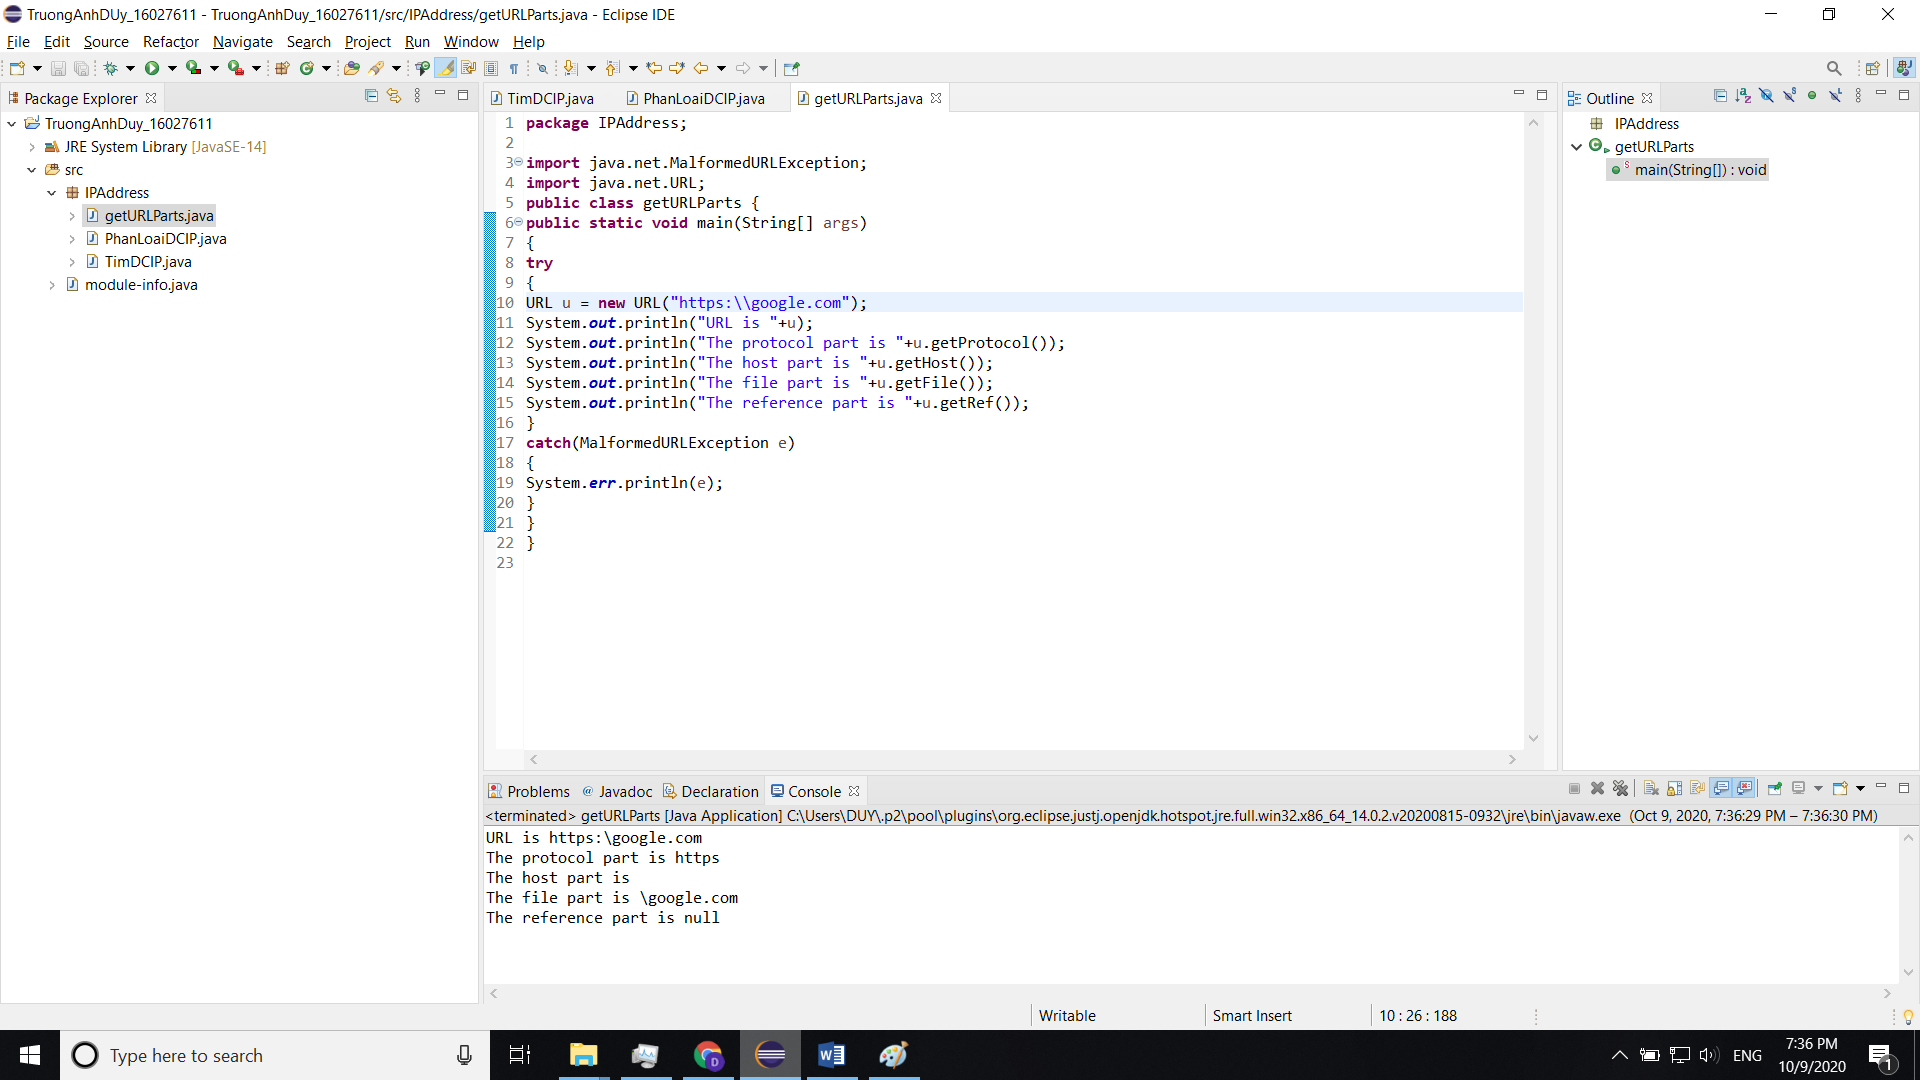 TruongAnhDUy_16027611 - TruongAnhDUy_16027611/src/IPAddress/getURLParts.java - Eclipse IDE
File Edit Source Refactor Navigate Search Project Run Window Help
Package Explorer
TruongAnhDuy_16027611
JRE System Library [JavaSE-14]
src
IPAddress
getURLParts.java
PhanLoaiDCIP.java
TimDCIP.java
module-info.java
TimDCIP.java PhanLoaiDCIP.java getURLParts.java
1 package IPAddress;
2
3 import java.net.MalformedURLException;
4 import java.net.URL;
5 public class getURLParts {
6 public static void main(String[] args)
7 {
8 try
9 {
10 URL u = new URL("https:\\google.com");
11 System.out.println("URL is "+u);
12 System.out.println("The protocol part is "+u.getProtocol());
13 System.out.println("The host part is "+u.getHost());
14 System.out.println("The file part is "+u.getFile());
15 System.out.println("The reference part is "+u.getRef());
16 }
17 catch(MalformedURLException e)
18 {
19 System.err.println(e);
20 }
21 }
22 }
23
Outline
IPAddress
getURLParts
main(String[]) : void
Problems Javadoc Declaration Console
<terminated> getURLParts [Java Application] C:\Users\DUY\.p2\pool\plugins\org.eclipse.justj.openjdk.hotspot.jre.full.win32.x86_64_14.0.2.v20200815-0932\jre\bin\javaw.exe (Oct 9, 2020, 7:36:29 PM – 7:36:30 PM)
URL is https:\google.com
The protocol part is https
The host part is
The file part is \google.com
The reference part is null
Writable Smart Insert 10 : 26 : 188
Type here to search
ENG
7:36 PM
10/9/2020
1